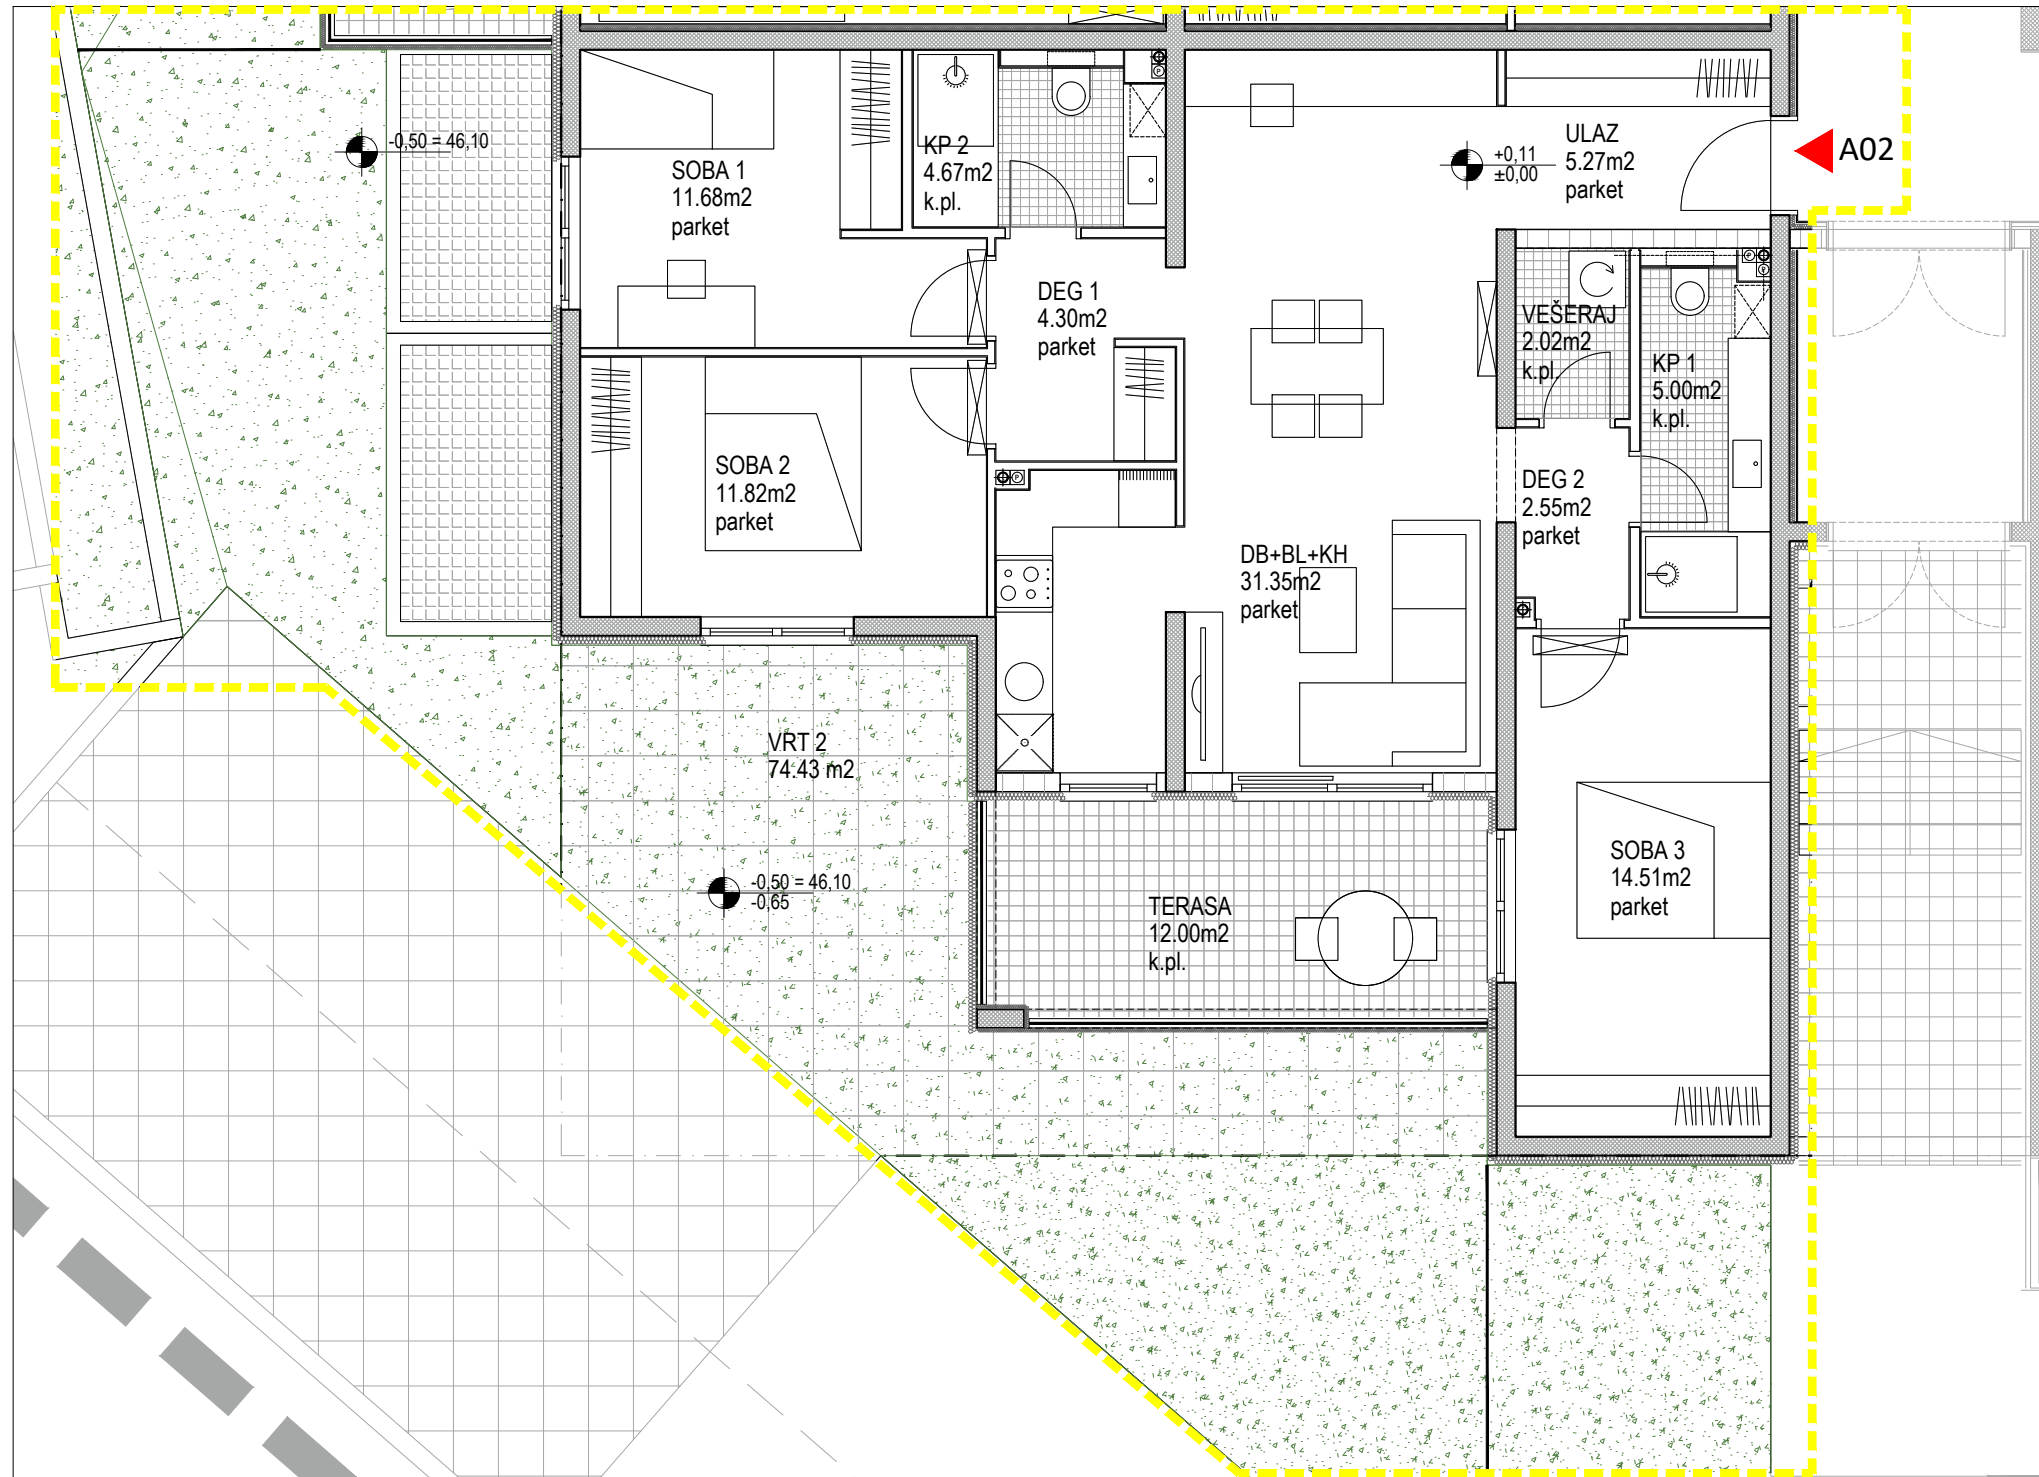 -0,50 = 46,10
SOBA 1
11.68m2
parket
KP 2
4.67m2
k.pl.
+0,11
±0,00
ULAZ
5.27m2
parket
A02
DEG 1
4.30m2
parket
VEŠERAJ
2.02m2
k.pl.
KP 1
5.00m2
k.pl.
SOBA 2
11.82m2
parket
DEG 2
2.55m2
parket
DB+BL+KH
31.35m2
parket
VRT 2
74.43 m2
-0,50 = 46,10
-0,65
TERASA
12.00m2
k.pl.
SOBA 3
14.51m2
parket